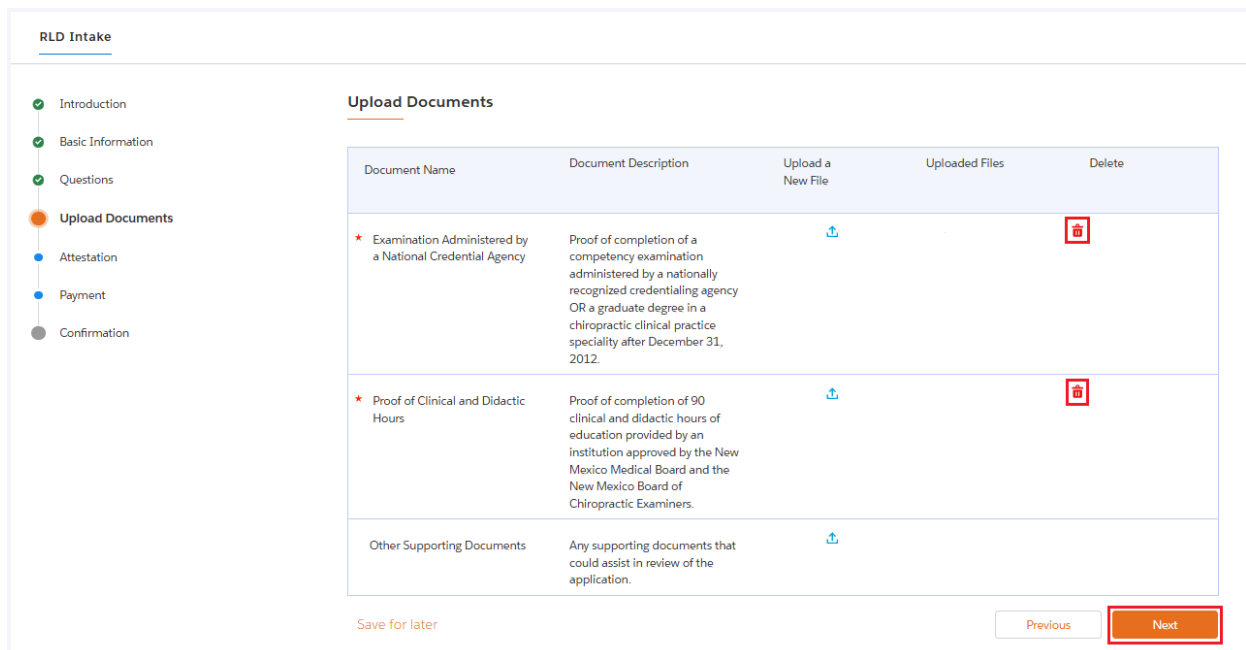 RLD Intake
Introduction
Basic Information
Questions
Upload Documents
Attestation
Payment
Confirmation
Upload Documents
Document Name
Document Description
Upload a
New File
Uploaded Files
Delete
* Examination Administered by
a National Credential Agency
Proof of completion of a
competency examination
administered by a nationally
recognized credentialing agency
OR a graduate degree in a
chiropractic clinical practice
speciality after December 31,
2012.
* Proof of Clinical and Didactic
Hours
Proof of completion of 90
clinical and didactic hours of
education provided by an
institution approved by the New
Mexico Medical Board and the
New Mexico Board of
Chiropractic Examiners.
Other Supporting Documents
Any supporting documents that
could assist in review of the
application.
Save for later
Previous
Next